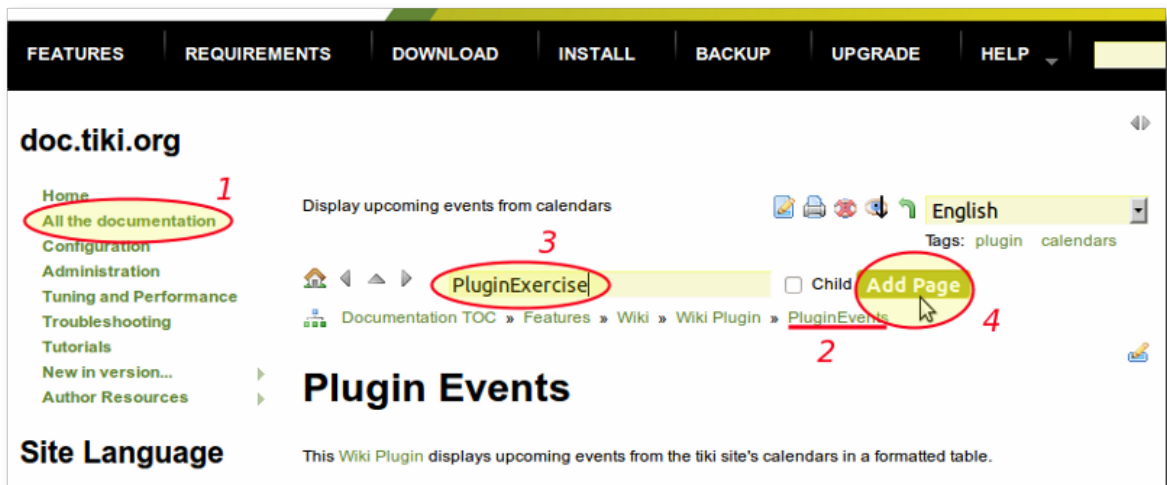 FEATURES REQUIREMENTS DOWNLOAD INSTALL BACKUP UPGRADE HELP
doc.tiki.org
1
Home
All the documentation
Configuration
Administration
Tuning and Performance
Troubleshooting
Tutorials
New in version...
Author Resources
Site Language
Display upcoming events from calendars
English
Tags: plugin calendars
3
PluginExercise
Child
Add Page
4
Documentation TOC » Features » Wiki » Wiki Plugin » PluginEvents
2
Plugin Events
This Wiki Plugin displays upcoming events from the tiki site's calendars in a formatted table.